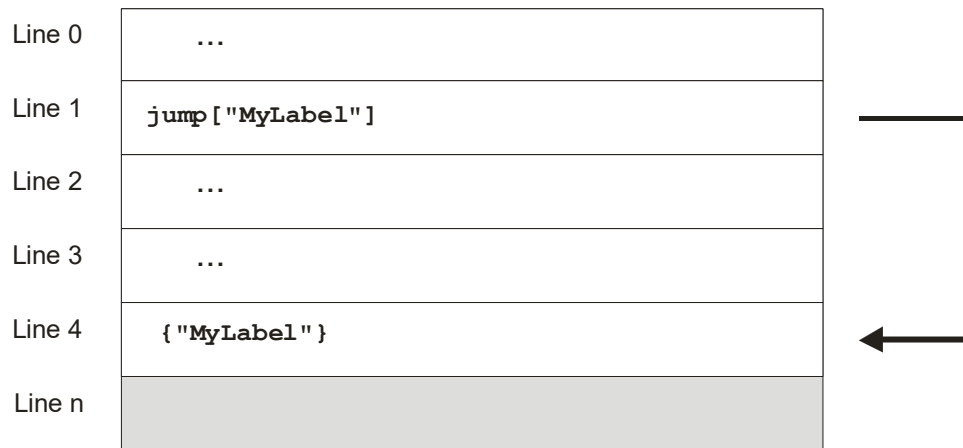 Line 0 ...
Line 1 jump["MyLabel"]
Line 2 ...
Line 3 ...
Line 4 {"MyLabel"}
Line n